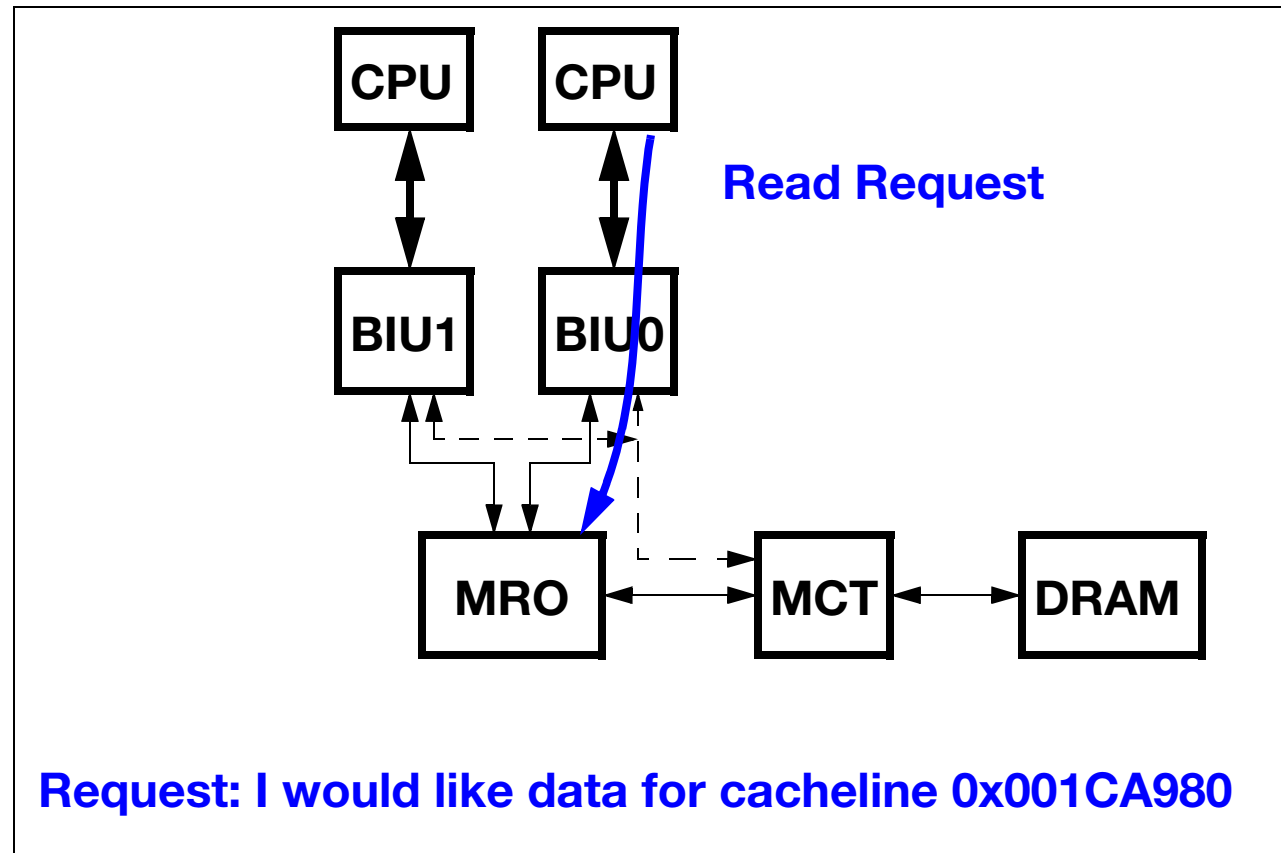 CPU
CPU
Read Request
BIU1
BIU0
MRO
MCT
DRAM
Request: I would like data for cacheline 0x001CA980